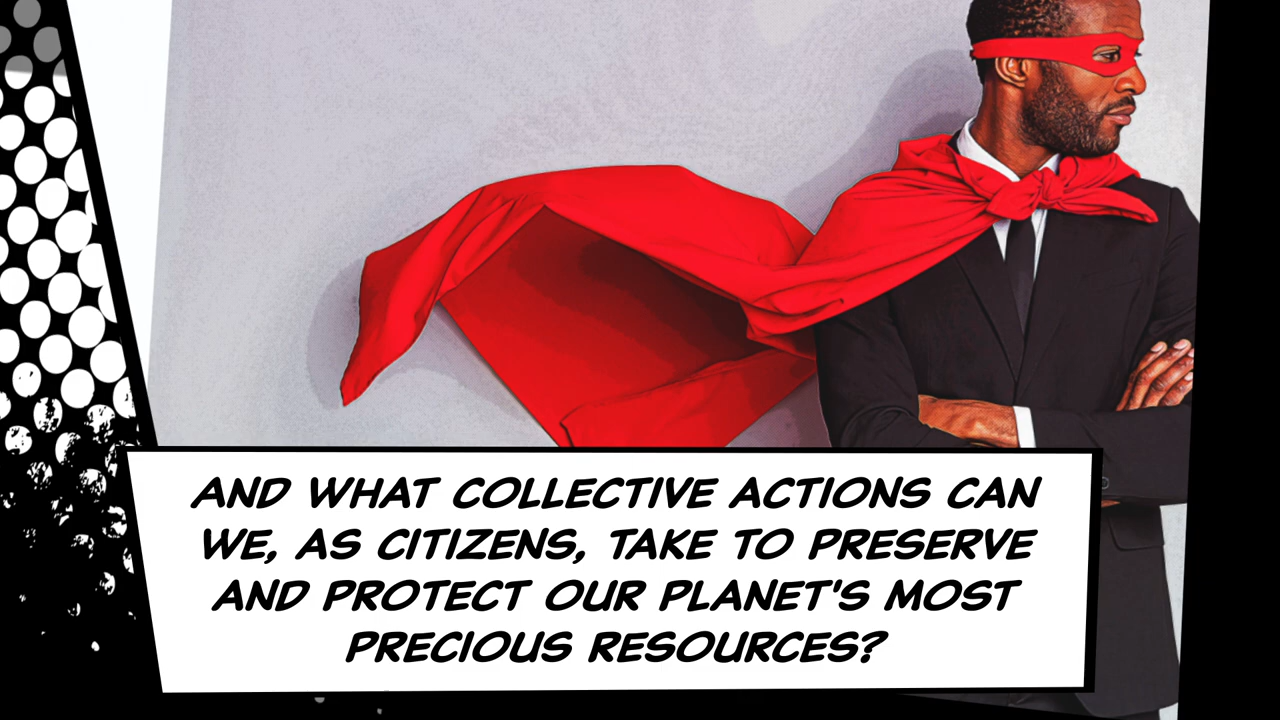 AND WHAT COLLECTIVE ACTIONS CAN
WE, AS CITIZENS, TAKE TO PRESERVE
AND PROTECT OUR PLANET'S MOST
PRECIOUS RESOURCES?